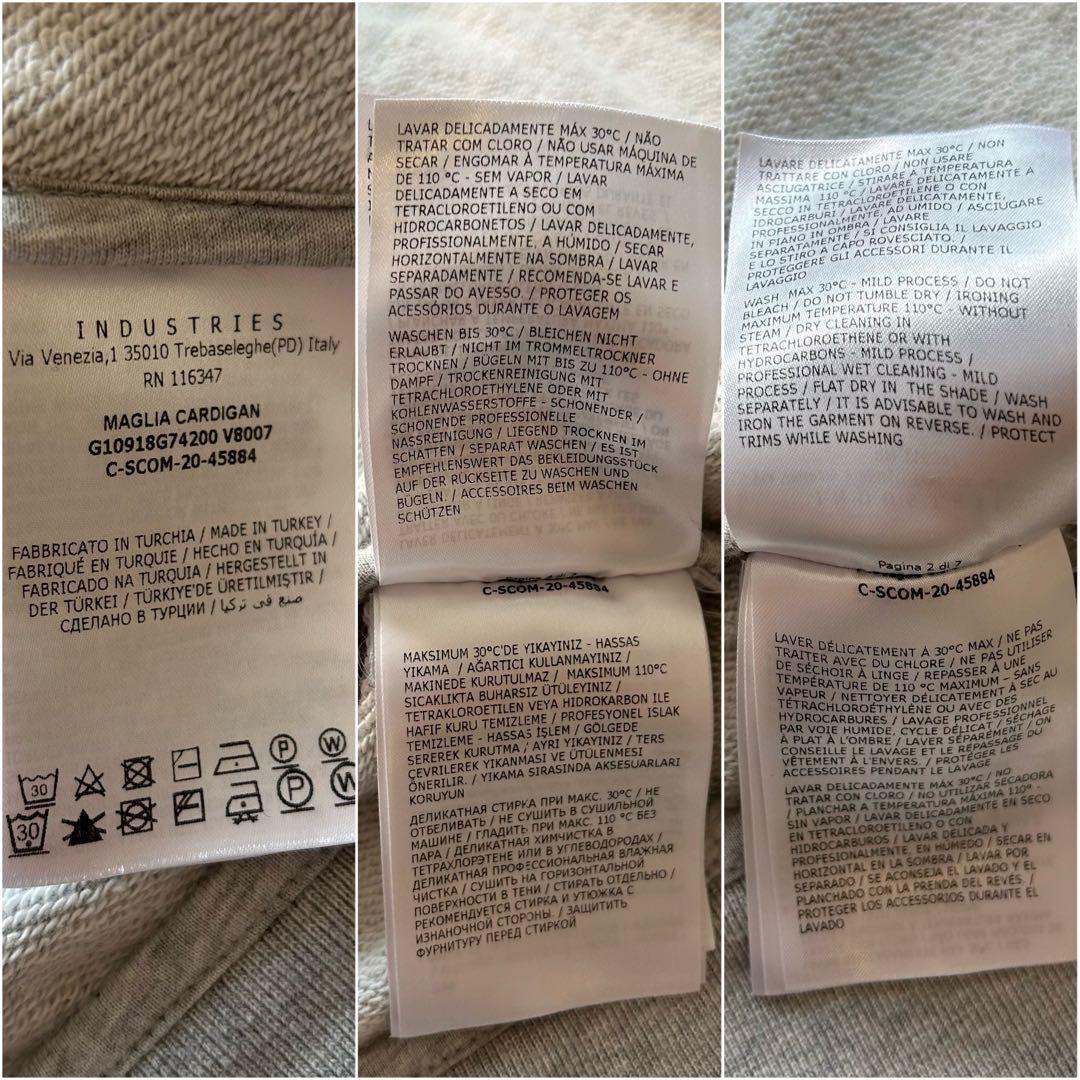 INDUSTRIES
Via Venezia,1 35010 Trebaseleghe(PD) Italy
RN 116347
MAGLIA CARDIGAN
G10918G74200 V8007
C-SCOM-20-45884
FABBRICATO IN TURCHIA / MADE IN TURKEY /
FABRIQUÉ EN TURQUIE / HECHO EN TURQUÍA /
FABRICADO NA TURQUIA / HERGESTELLT IN
DER TÜRKEI / TÜRKIYE'DE ÜRETILMIŞTIR /
СДЕЛАНО В ТУРЦИИ / صنع في تركيا
30 P W
30 P W
LAVAR DELICADAMENTE MÁX 30°C / NÃO
TRATAR COM CLORO / NÃO USAR MÁQUINA DE
SECAR / ENGOMAR À TEMPERATURA MÁXIMA
DE 110 °C - SEM VAPOR / LAVAR
DELICADAMENTE A SECO EM
TETRACLOROETILENO OU COM
HIDROCARBONETOS / LAVAR DELICADAMENTE,
PROFISSIONALMENTE, A HÚMIDO / SECAR
HORIZONTALMENTE NA SOMBRA / LAVAR
SEPARADAMENTE / RECOMENDA-SE LAVAR E
PASSAR DO AVESSO. / PROTEGER OS
ACESSÓRIOS DURANTE O LAVAGEM
WASCHEN BIS 30°C / BLEICHEN NICHT
ERLAUBT / NICHT IM TROMMELTROCKNER
TROCKNEN / BÜGELN MIT BIS ZU 110°C - OHNE
DAMPF / TROCKENREINIGUNG MIT
TETRACHLOROETHYLENE ODER MIT
KOHLENWASSERSTOFFE - SCHONENDER /
SCHONENDE PROFESSIONELLE
NASSREINIGUNG / LIEGEND TROCKNEN IM
SCHATTEN / SEPARAT WASCHEN / ES IST
EMPFEHLENSWERT DAS BEKLEIDUNGSSTÜCK
AUF DER RÜCKSEITE ZU WASCHEN UND
BÜGELN. / ACCESSOIRES BEIM WASCHEN
SCHÜTZEN
C-SCOM-20-45884
MAKSIMUM 30°C'DE YIKAYINIZ - HASSAS
YIKAMA / AĞARTICI KULLANMAYINIZ /
MAKINEDE KURUTULMAZ / MAKSIMUM 110°C
SICAKLIKTA BUHARSIZ ÜTÜLEYINIZ /
TETRAKLOROETILEN VEYA HIDROKARBON ILE
HAFIF KURU TEMIZLEME / PROFESYONEL ISLAK
TEMIZLEME - HASSAS IŞLEM / GÖLGEDE
SEREREK KURUTMA / AYRI YIKAYINIZ / TERS
ÇEVRILEREK YIKANMASI VE ÜTÜLENMESI
ÖNERILIR. / YIKAMA SIRASINDA AKSESUARLARI
KORUYUN
ДЕЛИКАТНАЯ СТИРКА ПРИ МАКС. 30°C / НЕ
ОТБЕЛИВАТЬ / НЕ СУШИТЬ В СУШИЛЬНОЙ
МАШИНЕ / ГЛАДИТЬ ПРИ МАКС. 110 °C БЕЗ
ПАРА / ДЕЛИКАТНАЯ ХИМЧИСТКА В
ТЕТРАХЛОРЭТЕНЕ ИЛИ В УГЛЕВОДОРОДАХ /
ДЕЛИКАТНАЯ ПРОФЕССИОНАЛЬНАЯ ВЛАЖНАЯ
ЧИСТКА / СУШИТЬ НА ГОРИЗОНТАЛЬНОЙ
ПОВЕРХНОСТИ В ТЕНИ / СТИРАТЬ ОТДЕЛЬНО /
РЕКОМЕНДУЕТСЯ СТИРКА И УТЮЖКА С
ИЗНАНОЧНОЙ СТОРОНЫ. / ЗАЩИТИТЬ
ФУРНИТУРУ ПЕРЕД СТИРКОЙ
LAVARE DELICATAMENTE MAX 30°C / NON
TRATTARE CON CLORO / NON USARE
ASCIUGATRICE / STIRARE A TEMPERATURA
MASSIMA 110 °C / LAVARE DELICATAMENTE A
SECCO IN TETRACLOROETILENE O CON
IDROCARBURI / LAVARE DELICATAMENTE,
PROFESSIONALMENTE, AD UMIDO / ASCIUGARE
IN PIANO IN OMBRA / LAVARE
SEPARATAMENTE / SI CONSIGLIA IL LAVAGGIO
E LO STIRO A CAPO ROVESCIATO. /
PROTEGGERE GLI ACCESSORI DURANTE IL
LAVAGGIO
WASH MAX 30°C - MILD PROCESS / DO NOT
BLEACH / DO NOT TUMBLE DRY / IRONING
MAXIMUM TEMPERATURE 110°C - WITHOUT
STEAM / DRY CLEANING IN
TETRACHLOROETHENE OR WITH
HYDROCARBONS - MILD PROCESS /
PROFESSIONAL WET CLEANING - MILD
PROCESS / FLAT DRY IN THE SHADE / WASH
SEPARATELY / IT IS ADVISABLE TO WASH AND
IRON THE GARMENT ON REVERSE. / PROTECT
TRIMS WHILE WASHING
Pagina 2 di 7
C-SCOM-20-45884
LAVER DÉLICATEMENT À 30°C MAX / NE PAS
TRAITER AVEC DU CHLORE / NE PAS UTILISER
DE SÉCHOIR À LINGE / REPASSER À UNE
TEMPÉRATURE DE 110 °C MAXIMUM – SANS
VAPEUR / NETTOYER DÉLICATEMENT À SEC AU
TÉTRACHLOROÉTHYLÈNE OU AVEC DES
HYDROCARBURES / LAVAGE PROFESSIONNEL
PAR VOIE HUMIDE, CYCLE DÉLICAT / SÉCHAGE
À PLAT À L'OMBRE / LAVER SÉPARÉMENT / ON
CONSEILLE LE LAVAGE ET LE REPASSAGE DU
VÊTEMENT À L'ENVERS. / PROTÉGER LES
ACCESSOIRES PENDANT LE LAVAGE
LAVAR DELICADAMENTE MÁX 30°C / NO
TRATAR CON CLORO / NO UTILIZAR SECADORA
/ PLANCHAR A TEMPERATURA MÁXIMA 110° -
SIN VAPOR / LAVAR DELICADAMENTE EN SECO
EN TETRACLOROETILENO O CON
HIDROCARBUROS / LAVAR DELICADA Y
PROFESIONALMENTE, EN HÚMEDO / SECAR EN
HORIZONTAL EN LA SOMBRA / LAVAR POR
SEPARADO / SE ACONSEJA EL LAVADO Y EL
PLANCHADO CON LA PRENDA DEL REVÉS. /
PROTEGER LOS ACCESORIOS DURANTE EL
LAVADO